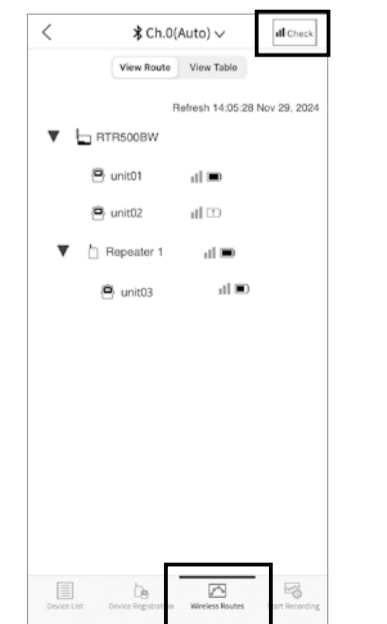 Ch.0(Auto)
Check
View Route View Table
Refresh 14:05:28 Nov 29, 2024
RTR500BW
unit01
unit02
Repeater 1
unit03
Device List Device Registration Wireless Routes Start Recording